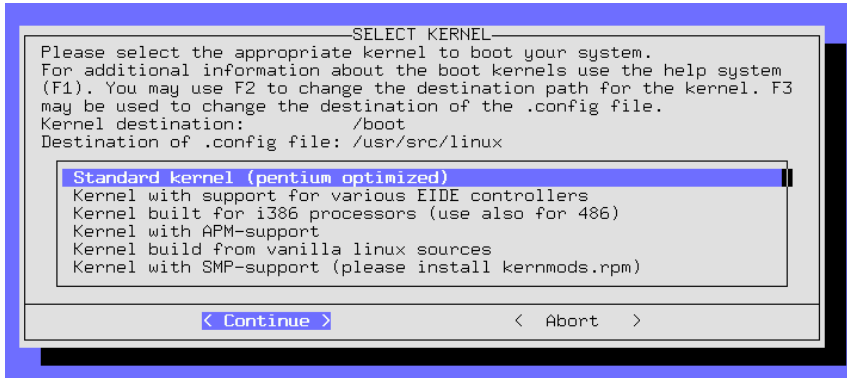 SELECT KERNEL
Please select the appropriate kernel to boot your system.
For additional information about the boot kernels use the help system
(F1). You may use F2 to change the destination path for the kernel. F3
may be used to change the destination of the .config file.
Kernel destination: /boot
Destination of .config file: /usr/src/linux
Standard kernel (pentium optimized)
Kernel with support for various EIDE controllers
Kernel built for i386 processors (use also for 486)
Kernel with APM-support
Kernel build from vanilla linux sources
Kernel with SMP-support (please install kernmods.rpm)
< Continue > < Abort >